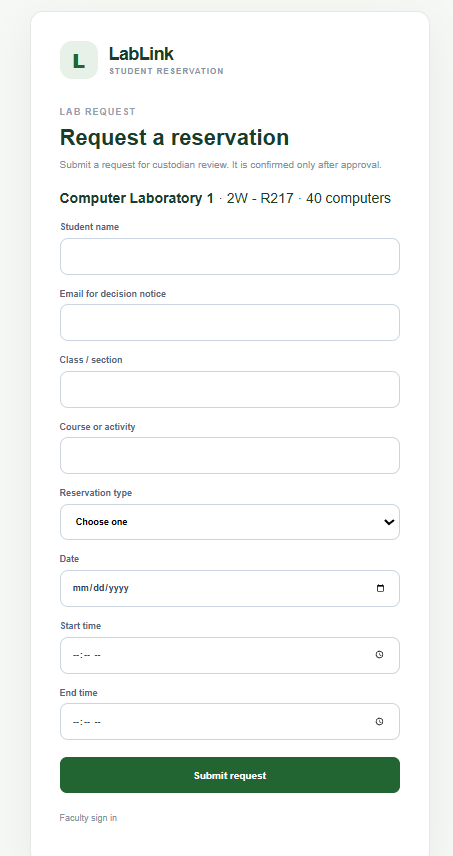 L
LabLink
STUDENT RESERVATION
LAB REQUEST
Request a reservation
Submit a request for custodian review. It is confirmed only after approval.
Computer Laboratory 1 · 2W - R217 · 40 computers
Student name
Email for decision notice
Class / section
Course or activity
Reservation type
Choose one
Date
mm/dd/yyyy
Start time
--:-- --
End time
--:-- --
Submit request
Faculty sign in